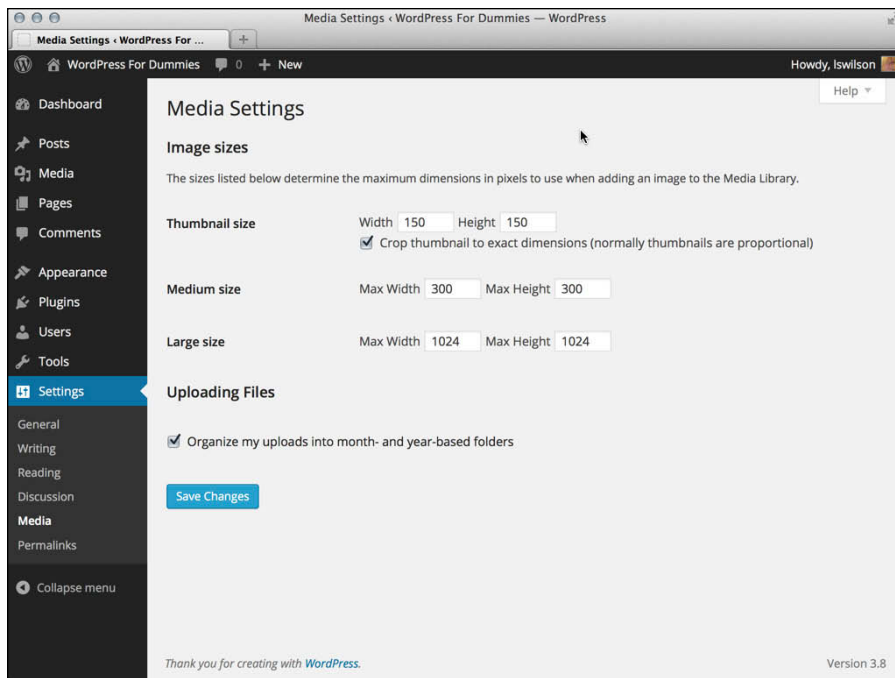 Media Settings ‹ WordPress For Dummies — WordPress
Media Settings ‹ WordPress For ...
+
WordPress For Dummies 0 + New Howdy, lswilson
Help
Dashboard
Posts
Media
Pages
Comments
Appearance
Plugins
Users
Tools
Settings
General
Writing
Reading
Discussion
Media
Permalinks
Collapse menu
Media Settings
Image sizes
The sizes listed below determine the maximum dimensions in pixels to use when adding an image to the Media Library.
Thumbnail size Width 150 Height 150
Crop thumbnail to exact dimensions (normally thumbnails are proportional)
Medium size Max Width 300 Max Height 300
Large size Max Width 1024 Max Height 1024
Uploading Files
Organize my uploads into month- and year-based folders
Save Changes
Thank you for creating with WordPress. Version 3.8